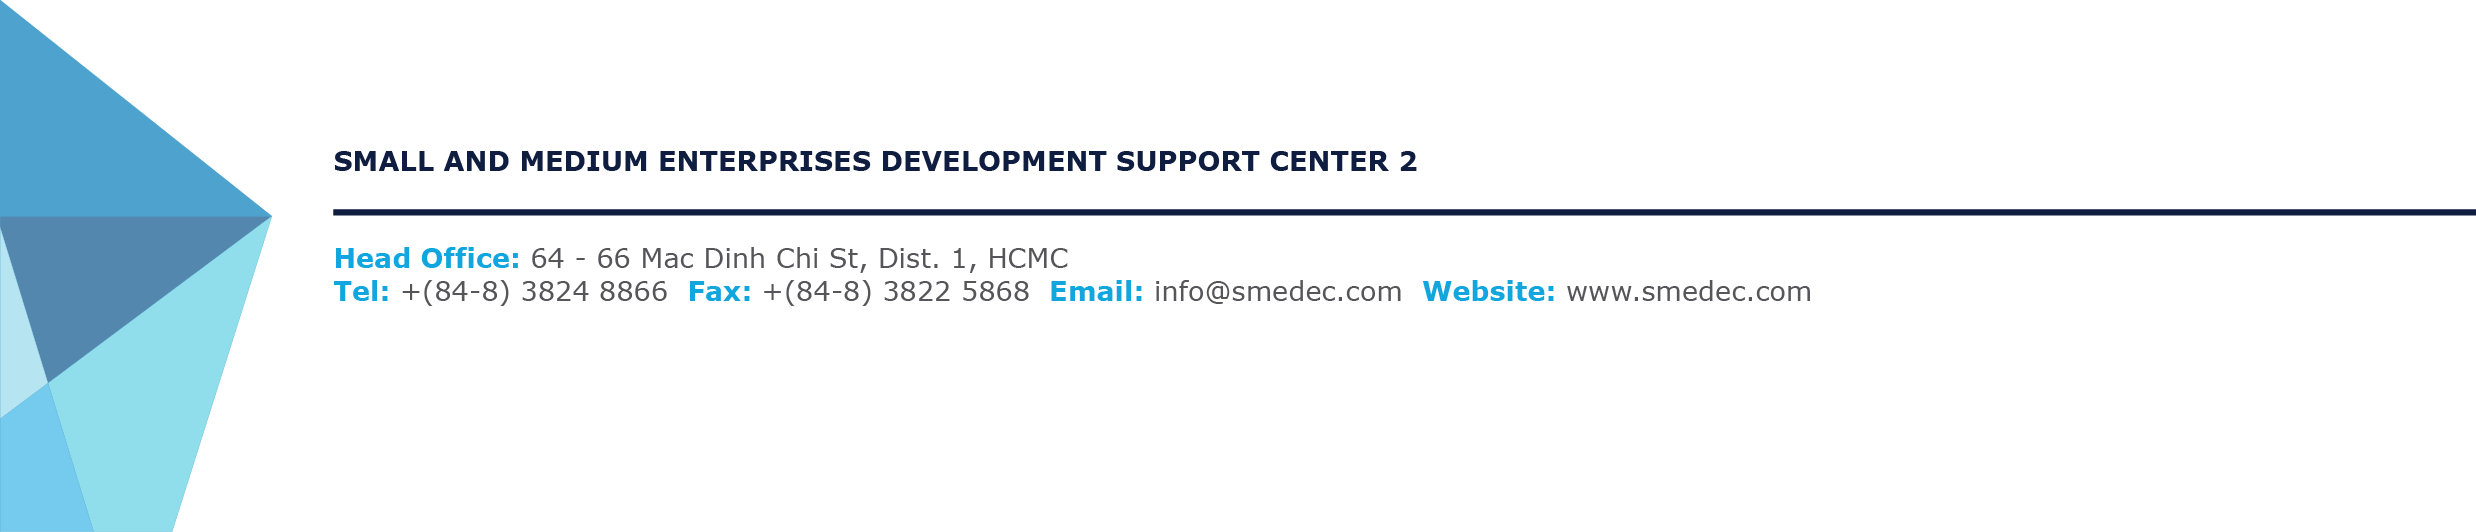 SMALL AND MEDIUM ENTERPRISES DEVELOPMENT SUPPORT CENTER 2
Head Office: 64 - 66 Mac Dinh Chi St, Dist. 1, HCMC
Tel: +(84-8) 3824 8866 Fax: +(84-8) 3822 5868 Email: info@smedec.com Website: www.smedec.com